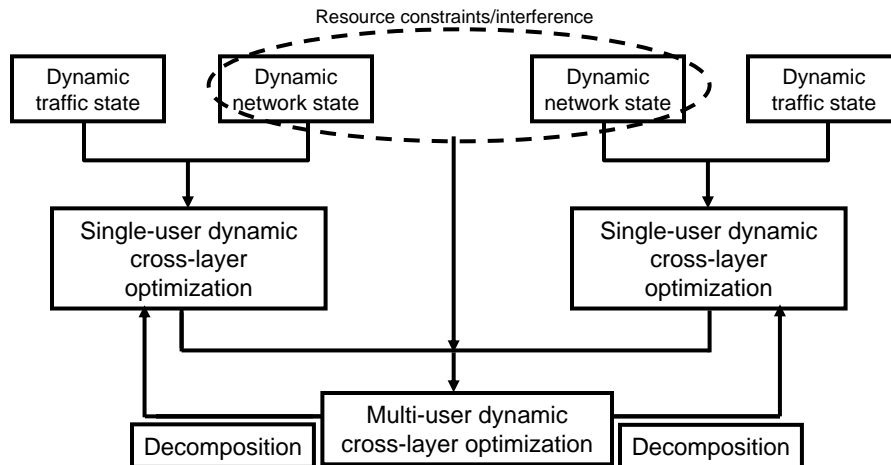 Resource constraints/interference
Dynamic
traffic state
Dynamic
network state
Dynamic
network state
Dynamic
traffic state
Single-user dynamic
cross-layer
optimization
Single-user dynamic
cross-layer
optimization
Multi-user dynamic
cross-layer optimization
Decomposition
Decomposition